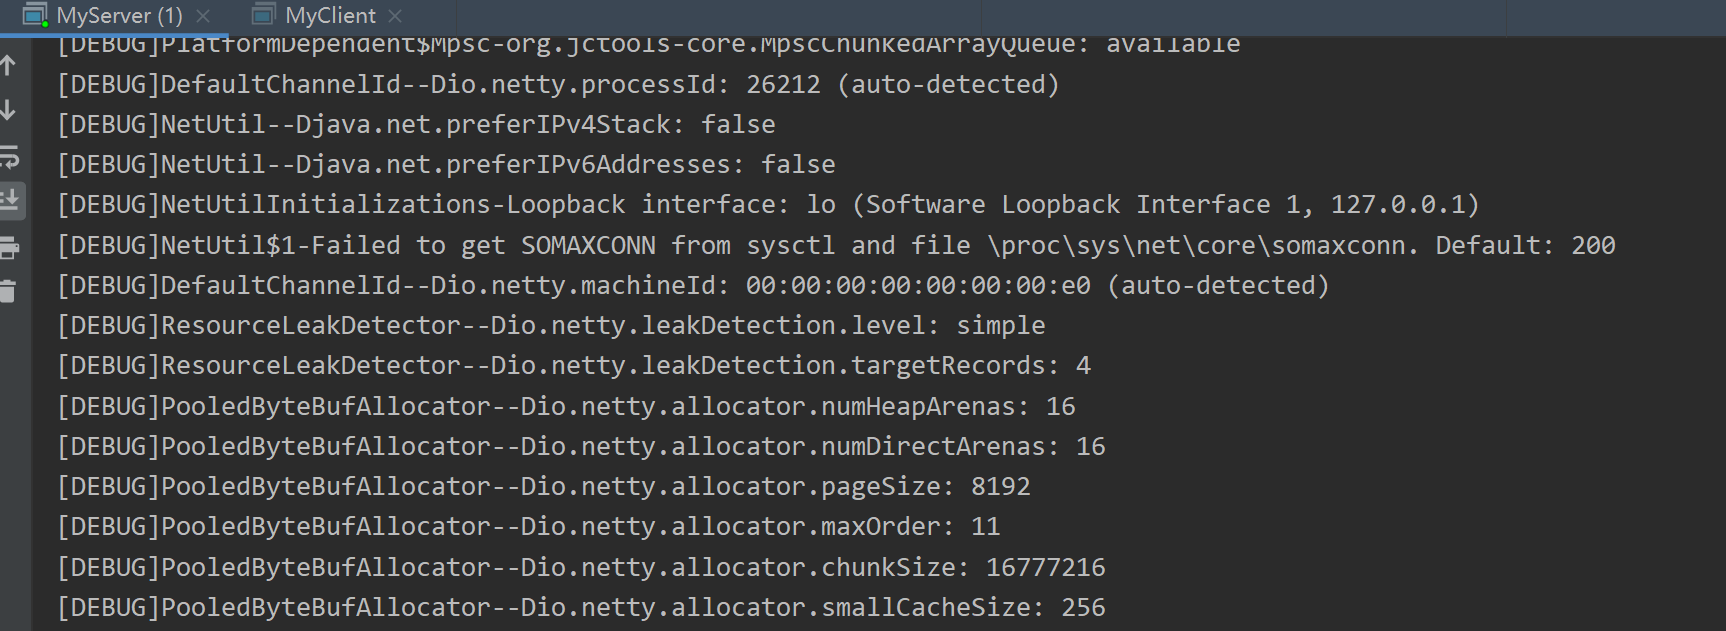 MyServer (1) MyClient
[DEBUG]PlatformDependent$Mpsc-org.jctools-core.MpscChunkedArrayQueue: available
[DEBUG]DefaultChannelId--Dio.netty.processId: 26212 (auto-detected)
[DEBUG]NetUtil--Djava.net.preferIPv4Stack: false
[DEBUG]NetUtil--Djava.net.preferIPv6Addresses: false
[DEBUG]NetUtilInitializations-Loopback interface: lo (Software Loopback Interface 1, 127.0.0.1)
[DEBUG]NetUtil$1-Failed to get SOMAXCONN from sysctl and file \proc\sys\net\core\somaxconn. Default: 200
[DEBUG]DefaultChannelId--Dio.netty.machineId: 00:00:00:00:00:00:00:e0 (auto-detected)
[DEBUG]ResourceLeakDetector--Dio.netty.leakDetection.level: simple
[DEBUG]ResourceLeakDetector--Dio.netty.leakDetection.targetRecords: 4
[DEBUG]PooledByteBufAllocator--Dio.netty.allocator.numHeapArenas: 16
[DEBUG]PooledByteBufAllocator--Dio.netty.allocator.numDirectArenas: 16
[DEBUG]PooledByteBufAllocator--Dio.netty.allocator.pageSize: 8192
[DEBUG]PooledByteBufAllocator--Dio.netty.allocator.maxOrder: 11
[DEBUG]PooledByteBufAllocator--Dio.netty.allocator.chunkSize: 16777216
[DEBUG]PooledByteBufAllocator--Dio.netty.allocator.smallCacheSize: 256